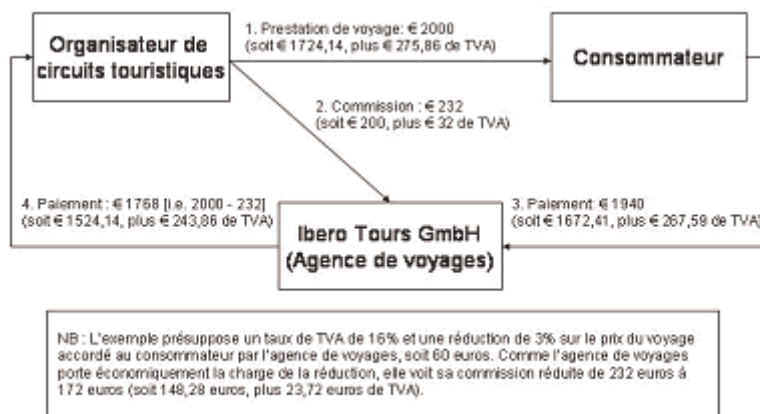 1. Prestation de voyage: € 2000
(soit € 1724,14, plus € 275,86 de TVA)
Organisateur de
circuits touristiques
Consommateur
2. Commission : € 232
(soit € 200, plus € 32 de TVA)
4. Paiement : € 1768 [i.e. 2000 - 232]
(soit € 1524,14, plus € 243,86 de TVA)
3. Paiement: € 1940
(soit € 1672,41, plus € 267,59 de TVA)
Ibero Tours GmbH
(Agence de voyages)
NB : L'exemple présuppose un taux de TVA de 16% et une réduction de 3% sur le prix du voyage
accordé au consommateur par l'agence de voyages, soit 60 euros. Comme l'agence de voyages
porte économiquement la charge de la réduction, elle voit sa commission réduite de 232 euros à
172 euros (soit 148,28 euros, plus 23,72 euros de TVA).